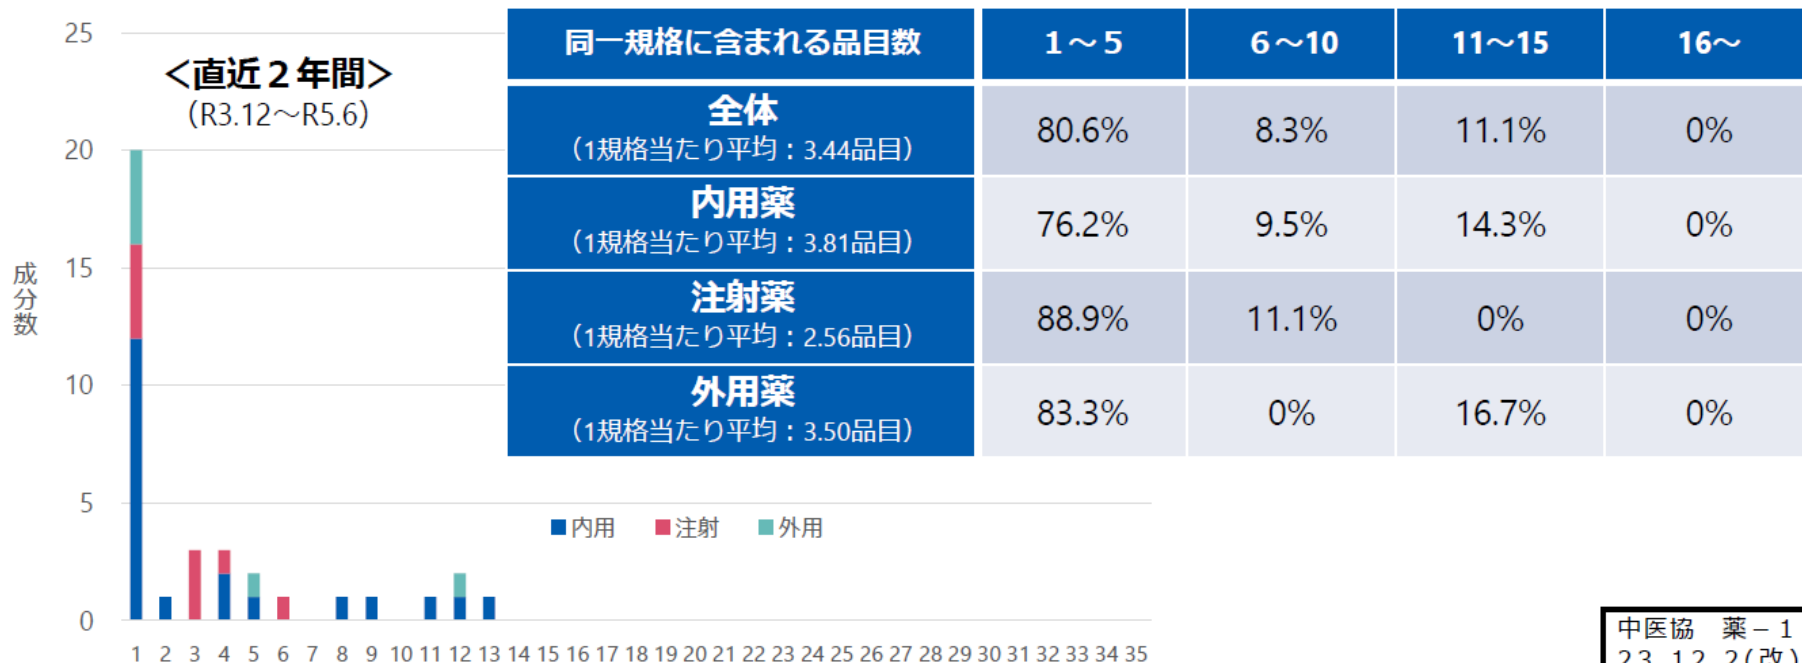 25
20
15
10
5
0
成分数
＜直近２年間＞
（R3.12～R5.6）
同一規格に含まれる品目数 1～5 6～10 11～15 16～
全体
（1規格当たり平均：3.44品目）
80.6% 8.3% 11.1% 0%
内用薬
（1規格当たり平均：3.81品目）
76.2% 9.5% 14.3% 0%
注射薬
（1規格当たり平均：2.56品目）
88.9% 11.1% 0% 0%
外用薬
（1規格当たり平均：3.50品目）
83.3% 0% 16.7% 0%
内用 注射 外用
1 2 3 4 5 6 7 8 9 10 11 12 13 14 15 16 17 18 19 20 21 22 23 24 25 26 27 28 29 30 31 32 33 34 35
中医協　薬－１
23.12.2(改)